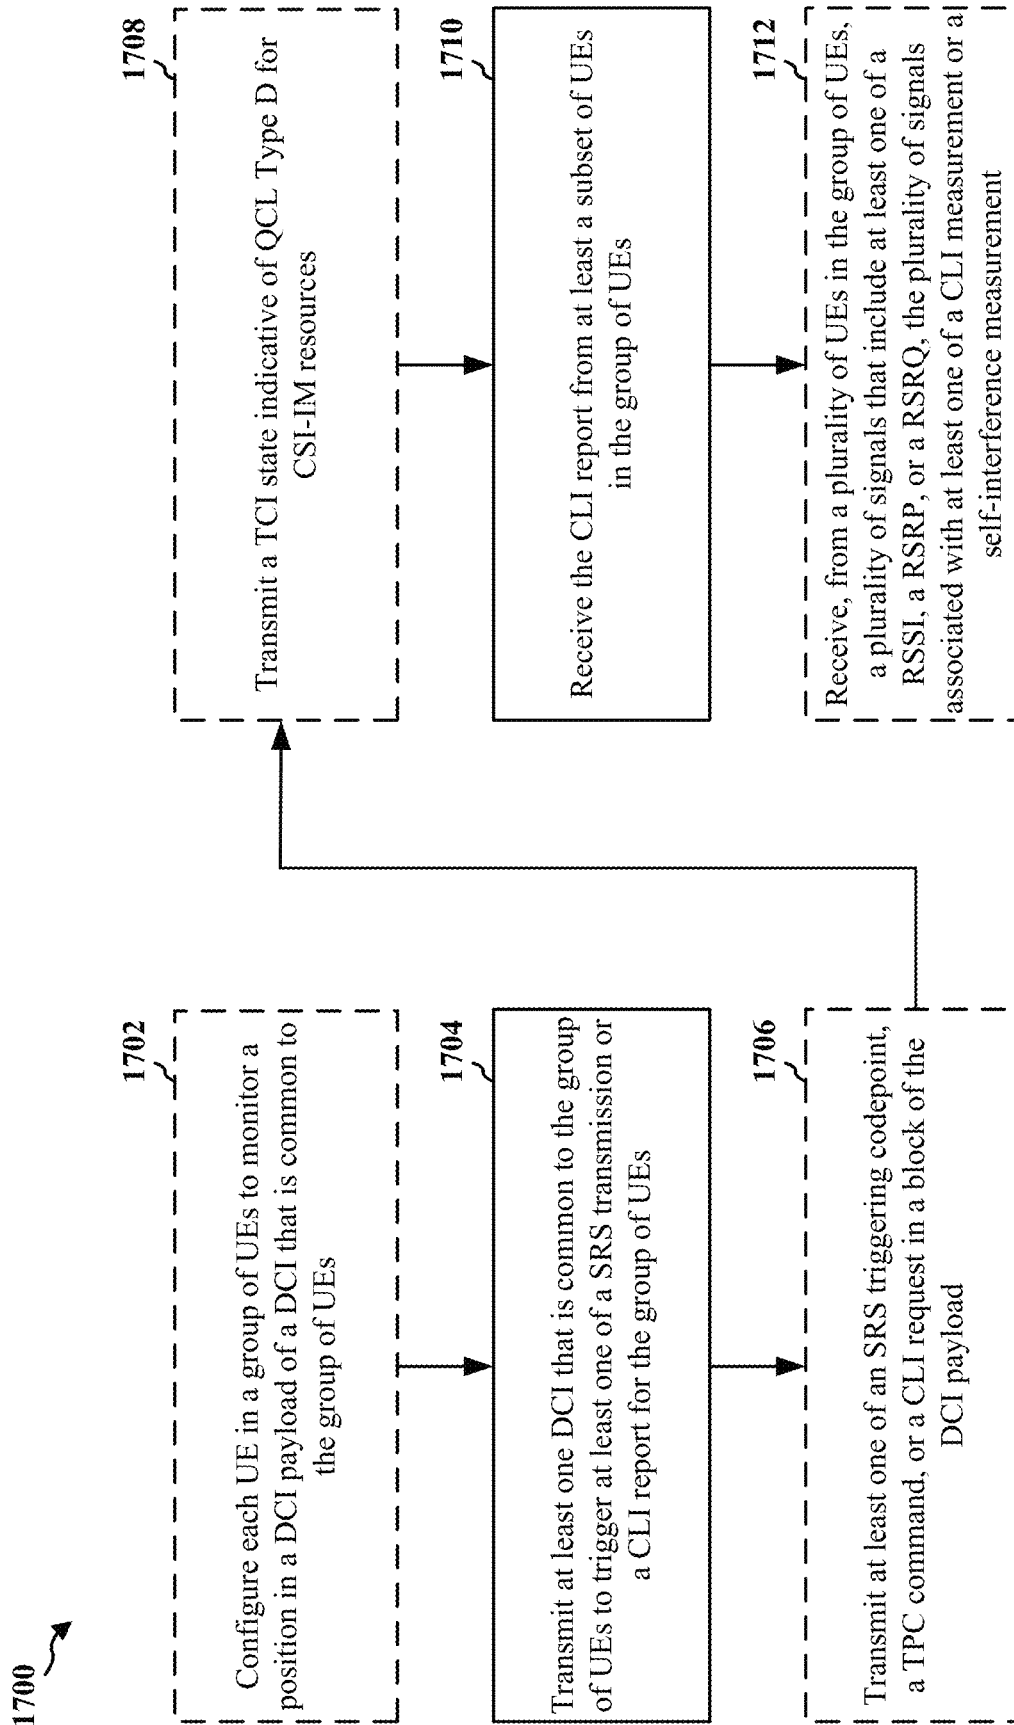 1700
1702
Configure each UE in a group of UEs to monitor a
position in a DCI payload of a DCI that is common to
the group of UEs
1704
Transmit at least one DCI that is common to the group
of UEs to trigger at least one of a SRS transmission or
a CLI report for the group of UEs
1706
Transmit at least one of an SRS triggering codepoint,
a TPC command, or a CLI request in a block of the
DCI payload
1708
Transmit a TCI state indicative of QCL Type D for
CSI-IM resources
1710
Receive the CLI report from at least a subset of UEs
in the group of UEs
1712
Receive, from a plurality of UEs in the group of UEs,
a plurality of signals that include at least one of a
RSSI, a RSRP, or a RSRQ, the plurality of signals
associated with at least one of a CLI measurement or a
self-interference measurement